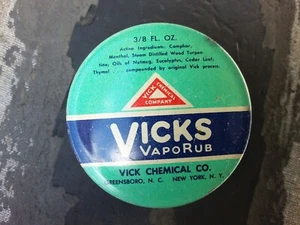 3/8 FL. OZ.
Active Ingredients: Camphor,
Menthol, Steam Distilled Wood Turpen-
tine; Oils of Nutmeg, Eucalyptus, Cedar Leaf;
Thymol . . . compounded by original Vick process.
VICK CHEMICAL
COMPANY
VICKS
VAPORUB
VICK CHEMICAL CO.
GREENSBORO, N. C. NEW YORK, N. Y.